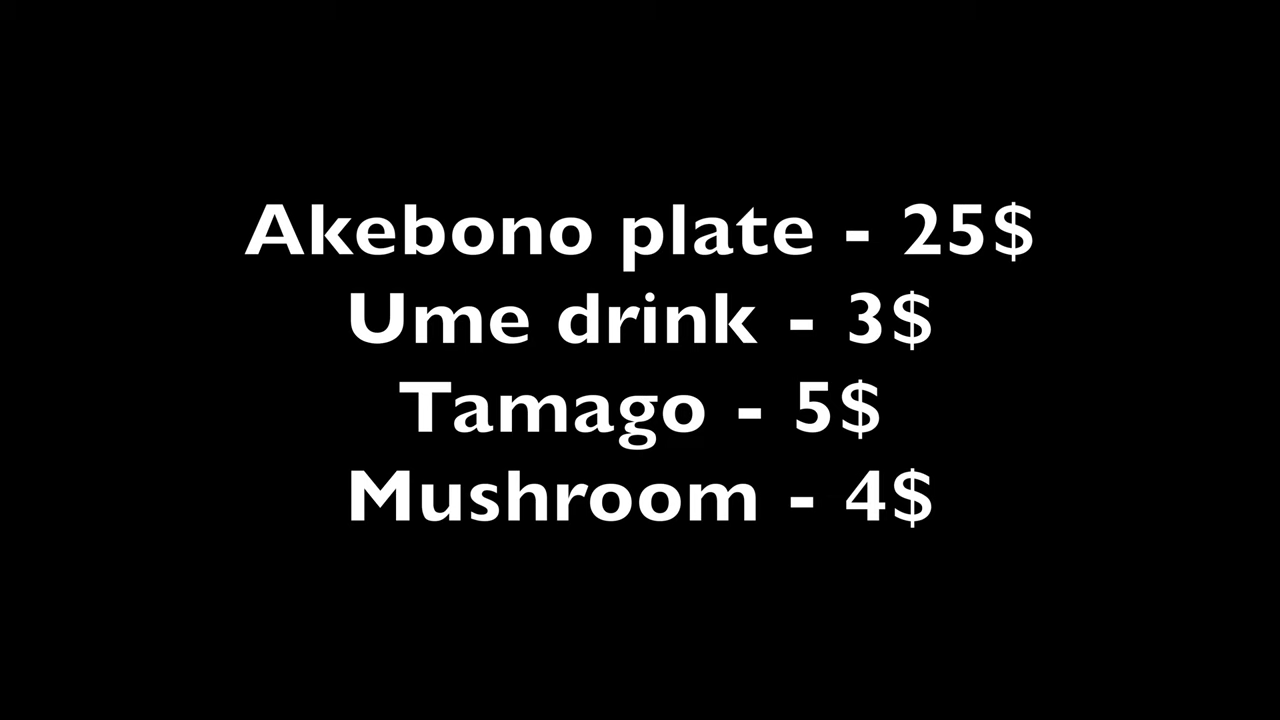 Akebono plate - 25$
Ume drink - 3$
Tamago - 5$
Mushroom - 4$